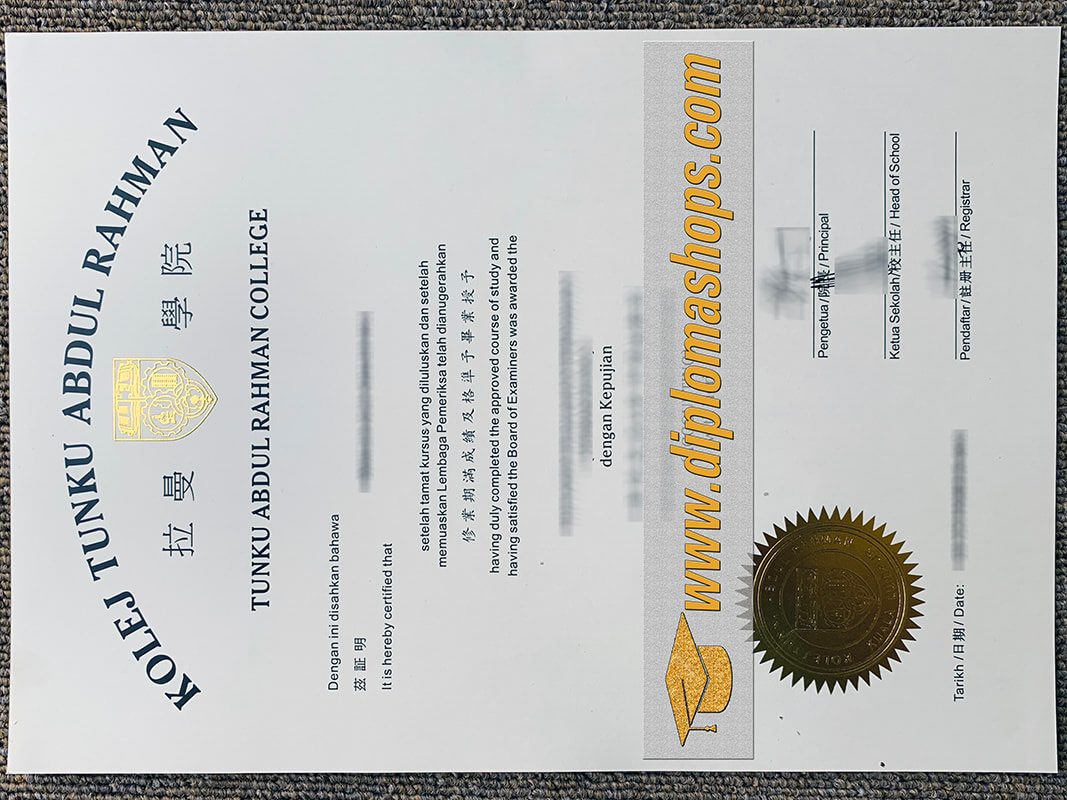 KOLEJ TUNKU ABDUL RAHMAN
拉曼學院
TUNKU ABDUL RAHMAN COLLEGE
Dengan ini disahkan bahawa
茲証明
It is hereby certified that
setelah tamat kursus yang diluluskan dan setelah
memuaskan Lembaga Pemeriksa telah dianugerahkan
修業期滿成績及格準予畢業授予
having duly completed the approved course of study and
having satisfied the Board of Examiners was awarded the
dengan Kepujian
www.diplomashops.com
Pengetua /院長/ Principal
Ketua Sekolah/校主任/ Head of School
Tarikh /日期/ Date:
Pendaftar/註册主任/ Registrar